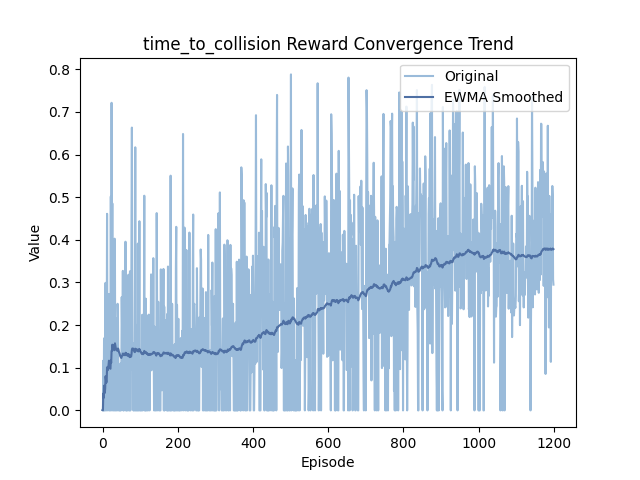 time_to_collision Reward Convergence Trend
Original
EWMA Smoothed
Value
0.8
0.7
0.6
0.5
0.4
0.3
0.2
0.1
0.0
0 200 400 600 800 1000 1200
Episode